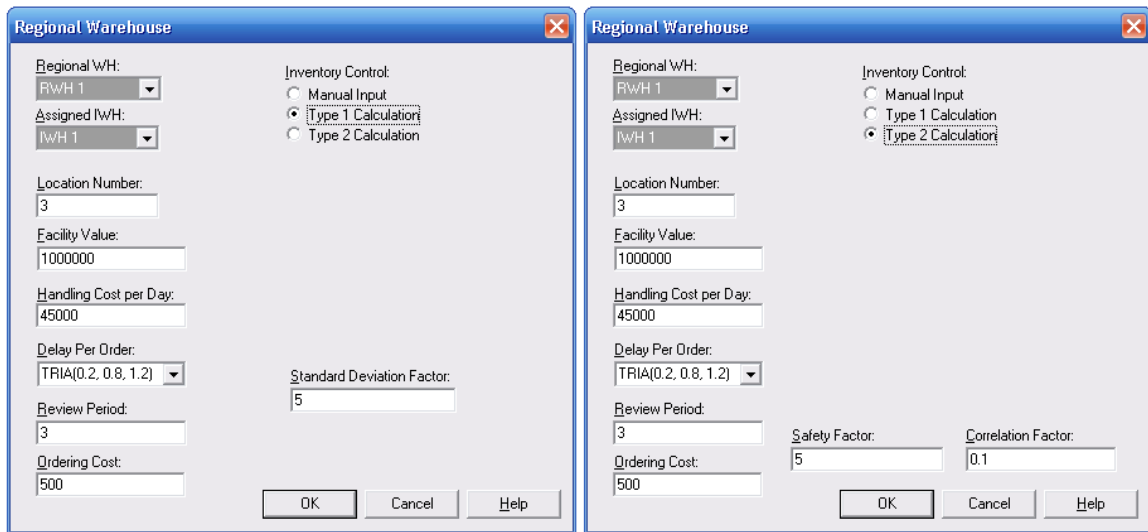 Regional Warehouse
Regional WH:
RWH 1
Assigned IWH:
IWH 1
Inventory Control:
Manual Input
Type 1 Calculation
Type 2 Calculation
Location Number:
3
Facility Value:
1000000
Handling Cost per Day:
45000
Delay Per Order:
TRIA(0.2, 0.8, 1.2)
Standard Deviation Factor:
5
Review Period:
3
Ordering Cost:
500
OK
Cancel
Help
Regional Warehouse
Regional WH:
RWH 1
Assigned IWH:
IWH 1
Inventory Control:
Manual Input
Type 1 Calculation
Type 2 Calculation
Location Number:
3
Facility Value:
1000000
Handling Cost per Day:
45000
Delay Per Order:
TRIA(0.2, 0.8, 1.2)
Review Period:
3
Safety Factor:
5
Correlation Factor:
0.1
Ordering Cost:
500
OK
Cancel
Help